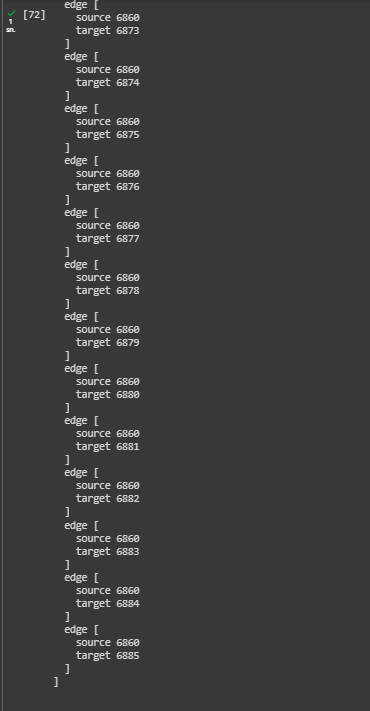 [72]
1
sn.
edge [
source 6860
target 6873
]
edge [
source 6860
target 6874
]
edge [
source 6860
target 6875
]
edge [
source 6860
target 6876
]
edge [
source 6860
target 6877
]
edge [
source 6860
target 6878
]
edge [
source 6860
target 6879
]
edge [
source 6860
target 6880
]
edge [
source 6860
target 6881
]
edge [
source 6860
target 6882
]
edge [
source 6860
target 6883
]
edge [
source 6860
target 6884
]
edge [
source 6860
target 6885
]
]